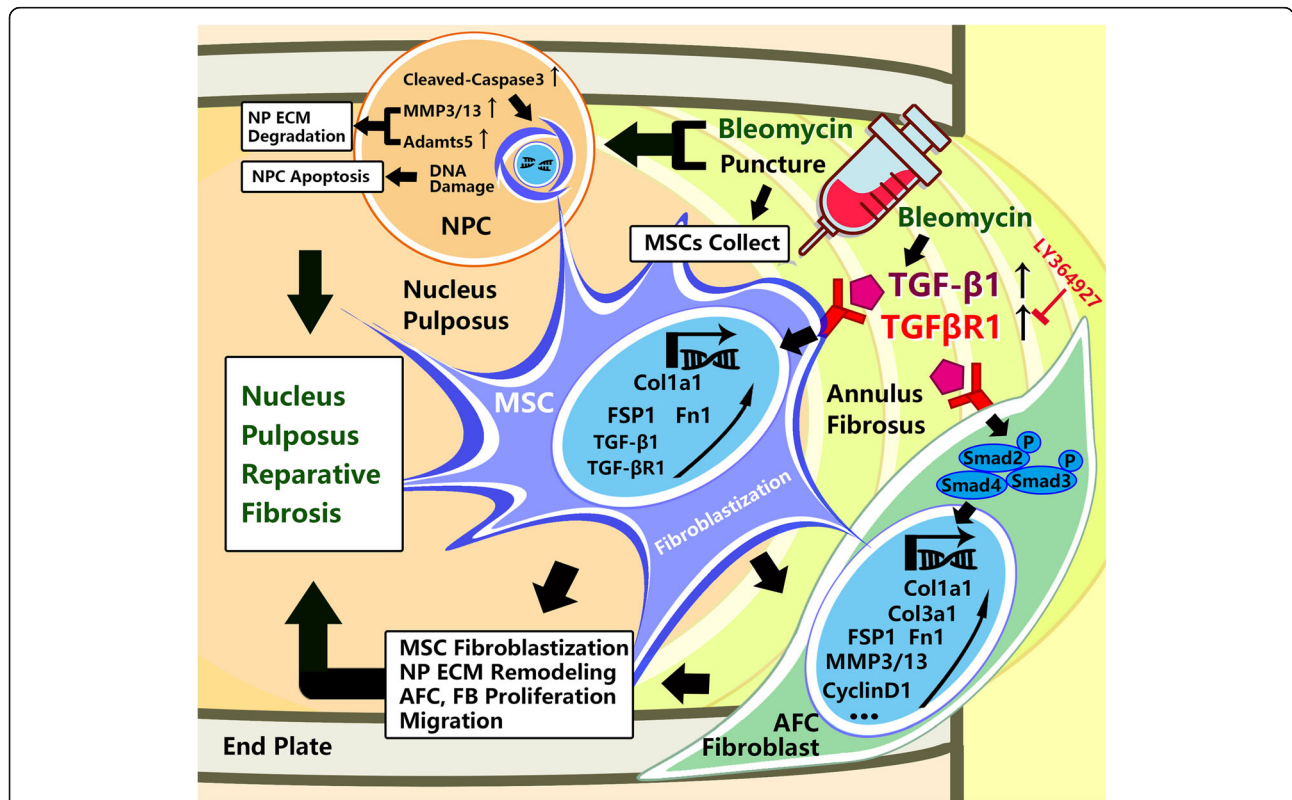 Cleaved-Caspase3 ↑
MMP3/13 ↑
Adamts5 ↑
NP ECM
Degradation
NPC Apoptosis
DNA
Damage
NPC
Bleomycin
Puncture
MSCs Collect
Bleomycin
TGF-β1 ↑
TGFβR1 ↑
LY364927
Nucleus
Pulposus
Nucleus
Pulposus
Reparative
Fibrosis
MSC
Col1a1
FSP1 Fn1
TGF-β1
TGF-βR1
Fibroblastization
Annulus
Fibrosus
P
Smad2
P
Smad4
Smad3
Col1a1
Col3a1
FSP1 Fn1
MMP3/13
CyclinD1
...
AFC
Fibroblast
MSC Fibroblastization
NP ECM Remodeling
AFC, FB Proliferation
Migration
End Plate